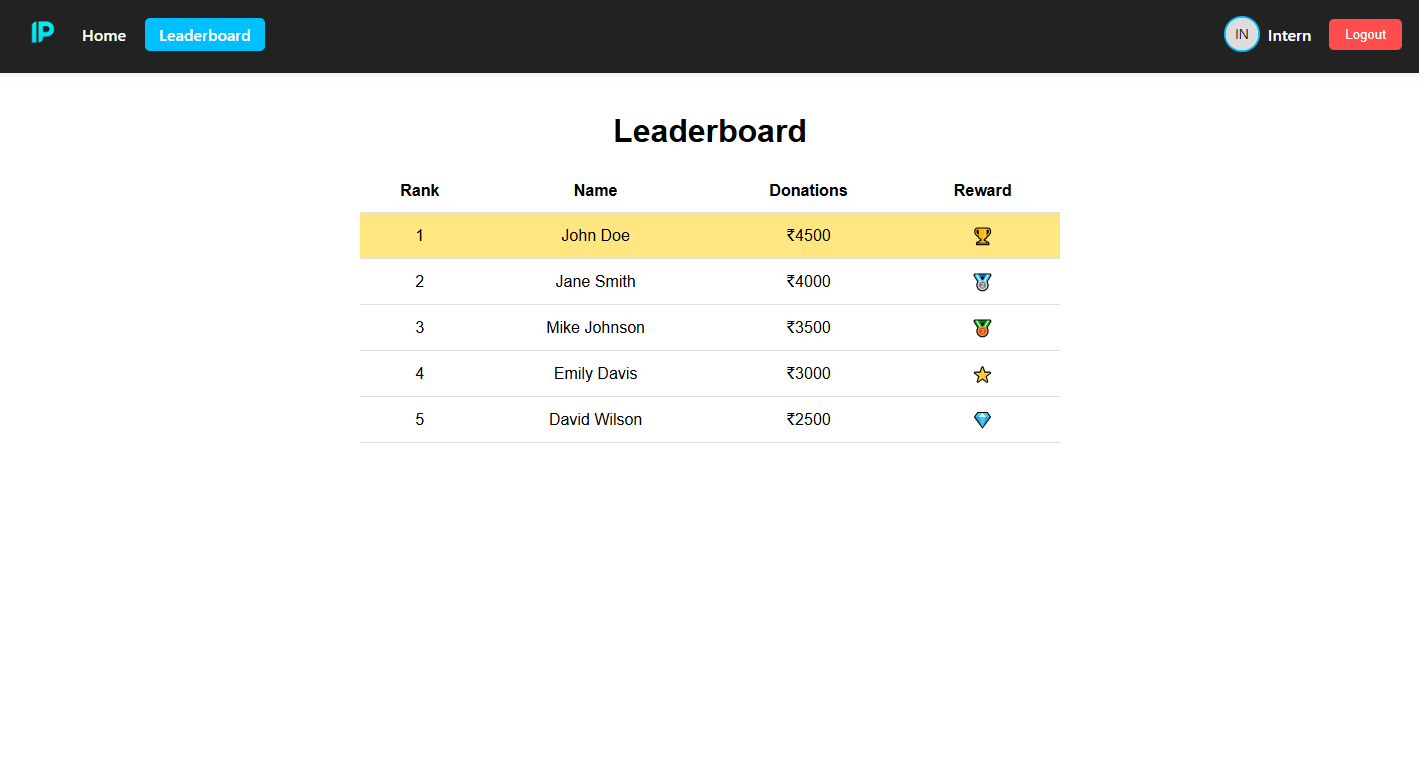 IP Home Leaderboard IN Intern Logout
Leaderboard
Rank Name Donations Reward
1 John Doe ₹4500
2 Jane Smith ₹4000
3 Mike Johnson ₹3500
4 Emily Davis ₹3000
5 David Wilson ₹2500